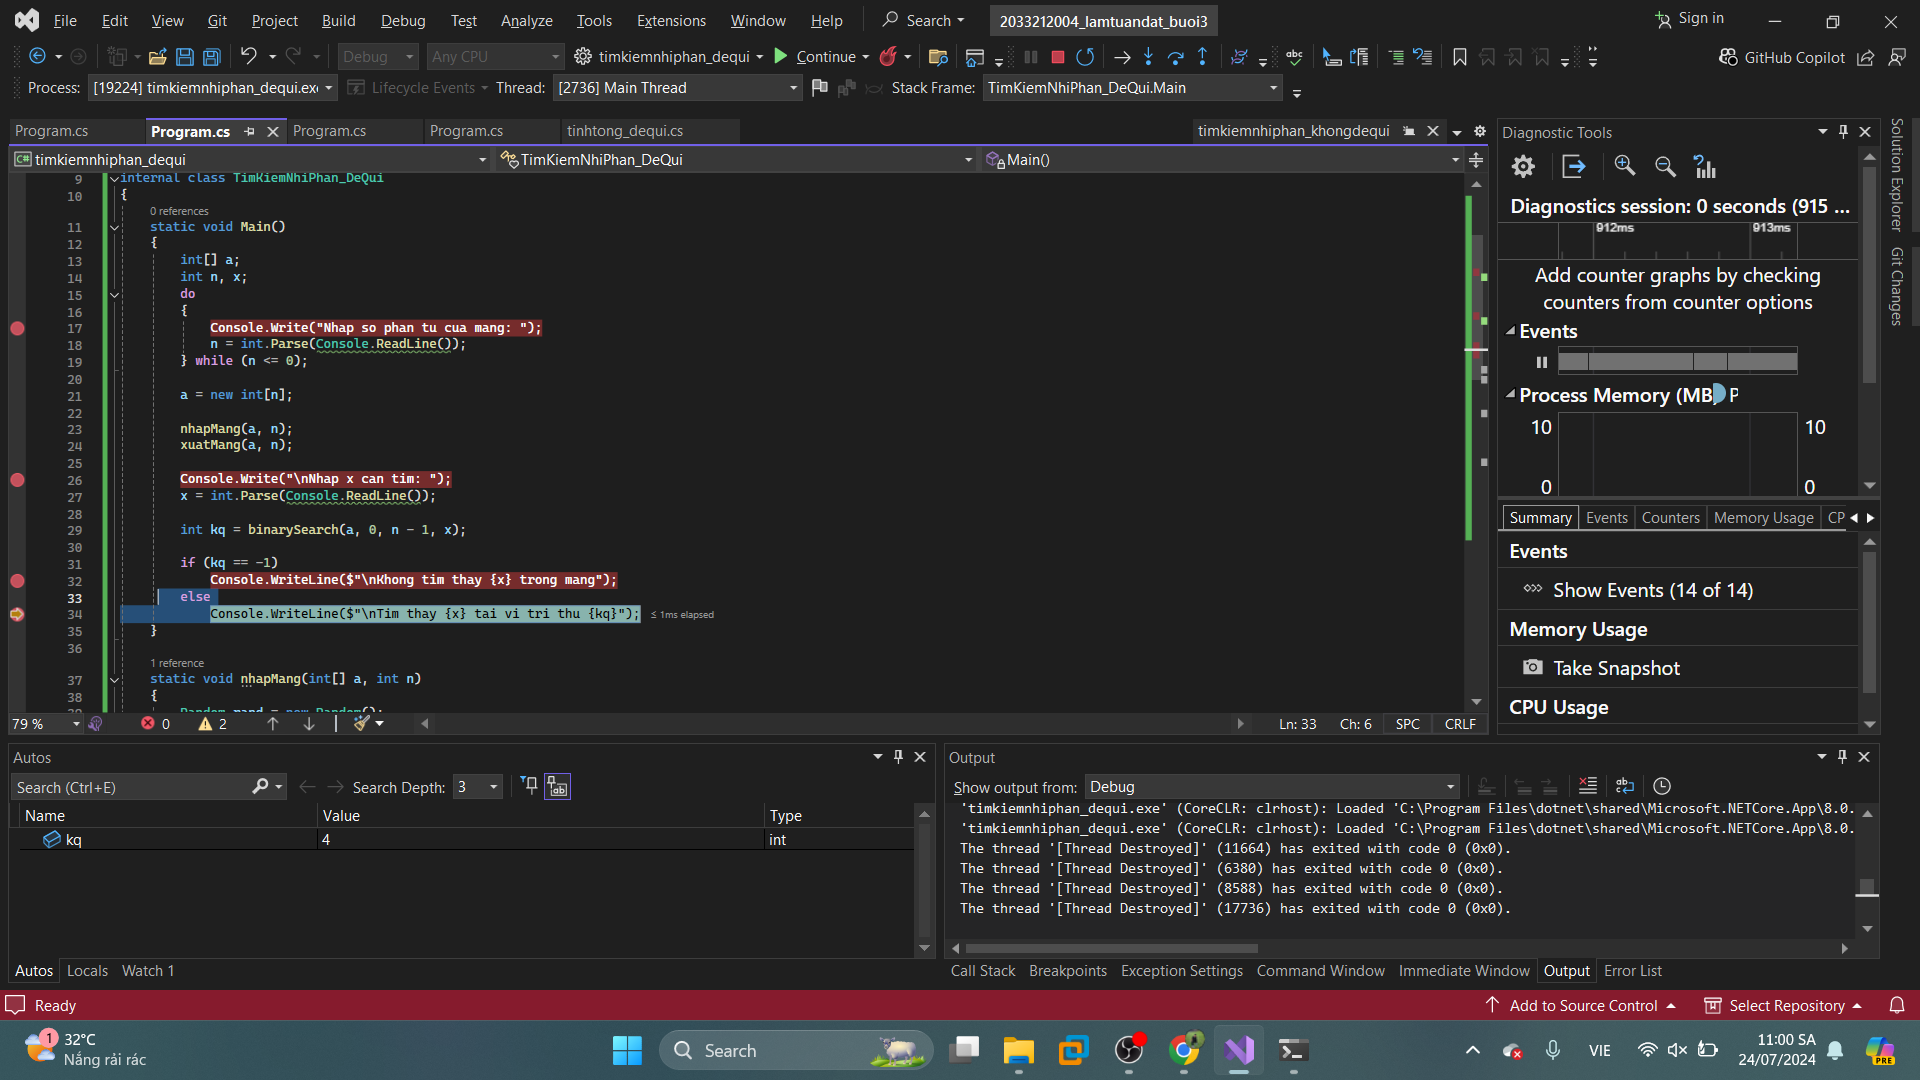 File Edit View Git Project Build Debug Test Analyze Tools Extensions Window Help Search 2033212004_lamtuandat_buoi3 Sign in
Debug Any CPU timkiemnhiphan_dequi Continue GitHub Copilot
Process: [19224] timkiemnhiphan_dequi.exe Lifecycle Events Thread: [2736] Main Thread Stack Frame: TimKiemNhiPhan_DeQui.Main
Program.cs Program.cs Program.cs Program.cs tinhtong_dequi.cs timkiemnhiphan_khongdequi
timkiemnhiphan_dequi TimKiemNhiPhan_DeQui Main()
9 internal class TimKiemNhiPhan_DeQui
10 {
0 references
11 static void Main()
12 {
13 int[] a;
14 int n, x;
15 do
16 {
17 Console.Write("Nhap so phan tu cua mang: ");
18 n = int.Parse(Console.ReadLine());
19 } while (n <= 0);
20
21 a = new int[n];
22
23 nhapMang(a, n);
24 xuatMang(a, n);
25
26 Console.Write("\nNhap x can tim: ");
27 x = int.Parse(Console.ReadLine());
28
29 int kq = binarySearch(a, 0, n - 1, x);
30
31 if (kq == -1)
32 Console.WriteLine($"\nKhong tim thay {x} trong mang");
33 else
34 Console.WriteLine($"\nTim thay {x} tai vi tri thu {kq}"); ≤ 1ms elapsed
35 }
36
1 reference
37 static void nhapMang(int[] a, int n)
38 {
79 % 0 2 Ln: 33 Ch: 6 SPC CRLF
Diagnostic Tools
Diagnostics session: 0 seconds (915 ...
912ms 913ms
Add counter graphs by checking
counters from counter options
Events
Process Memory (MB) P
10 10
0 0
Summary Events Counters Memory Usage CP
Events
Show Events (14 of 14)
Memory Usage
Take Snapshot
CPU Usage
Solution Explorer
Git Changes
Autos
Search (Ctrl+E) Search Depth: 3
Name Value Type
kq 4 int
Autos Locals Watch 1
Output
Show output from: Debug
'timkiemnhiphan_dequi.exe' (CoreCLR: clrhost): Loaded 'C:\Program Files\dotnet\shared\Microsoft.NETCore.App\8.0.
'timkiemnhiphan_dequi.exe' (CoreCLR: clrhost): Loaded 'C:\Program Files\dotnet\shared\Microsoft.NETCore.App\8.0.
The thread '[Thread Destroyed]' (11664) has exited with code 0 (0x0).
The thread '[Thread Destroyed]' (6380) has exited with code 0 (0x0).
The thread '[Thread Destroyed]' (8588) has exited with code 0 (0x0).
The thread '[Thread Destroyed]' (17736) has exited with code 0 (0x0).
Call Stack Breakpoints Exception Settings Command Window Immediate Window Output Error List
Ready Add to Source Control Select Repository
1 32°C
Nắng rải rác
Search
VIE
11:00 SA
24/07/2024
PRE